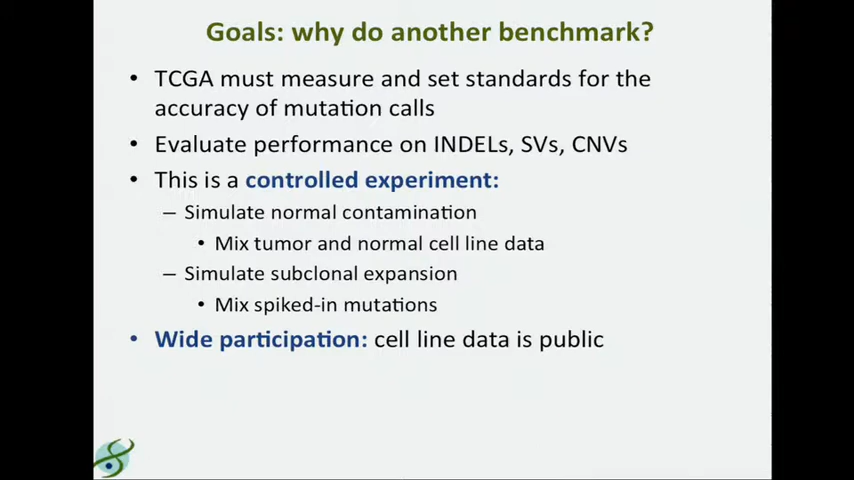 Goals: why do another benchmark?
• TCGA must measure and set standards for the
accuracy of mutation calls
• Evaluate performance on INDELs, SVs, CNVs
• This is a controlled experiment:
– Simulate normal contamination
• Mix tumor and normal cell line data
– Simulate subclonal expansion
• Mix spiked-in mutations
• Wide participation: cell line data is public